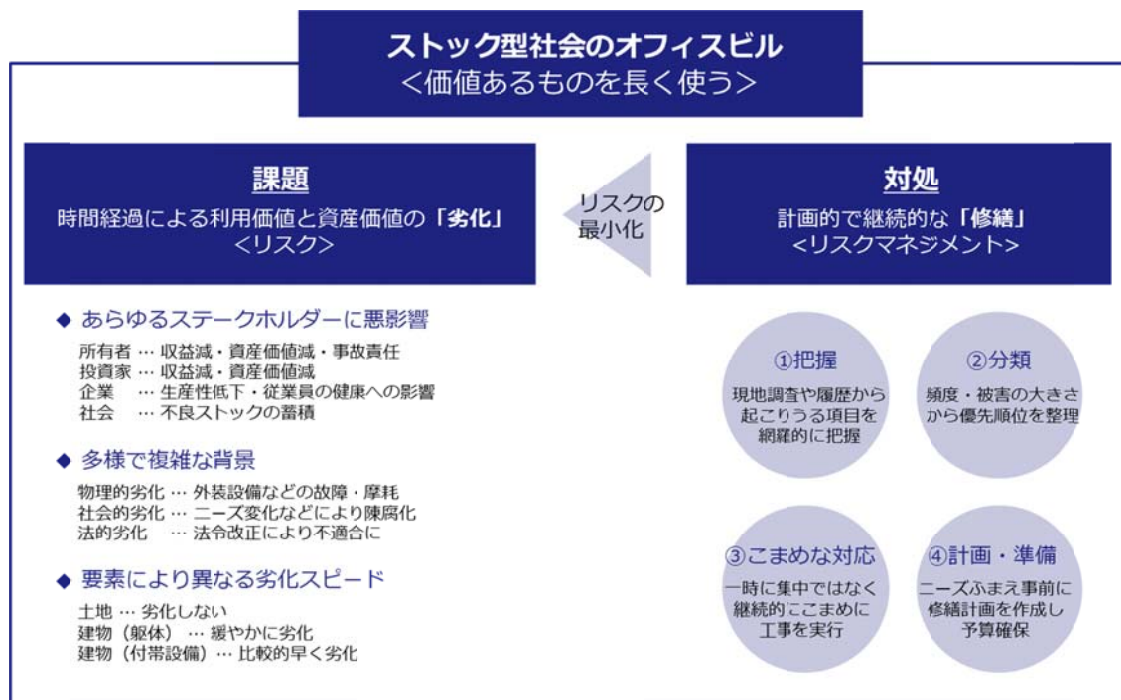 ストック型社会のオフィスビル
＜価値あるものを長く使う＞
課題
時間経過による利用価値と資産価値の「劣化」
＜リスク＞
リスクの
最小化
対処
計画的で継続的な「修繕」
＜リスクマネジメント＞
◆ あらゆるステークホルダーに悪影響
所有者 … 収益減・資産価値減・事故責任
投資家 … 収益減・資産価値減
企業 … 生産性低下・従業員の健康への影響
社会 … 不良ストックの蓄積
◆ 多様で複雑な背景
物理的劣化 … 外装設備などの故障・摩耗
社会的劣化 … ニーズ変化などにより陳腐化
法的劣化 … 法令改正により不適合に
◆ 要素により異なる劣化スピード
土地 … 劣化しない
建物（躯体） … 緩やかに劣化
建物（付帯設備）… 比較的早く劣化
①把握
現地調査や履歴から
起こりうる項目を
網羅的に把握
②分類
頻度・被害の大きさ
から優先順位を整理
③こまめな対応
一時に集中ではなく
継続的にこまめに
工事を実行
④計画・準備
ニーズふまえ事前に
修繕計画を作成し
予算確保